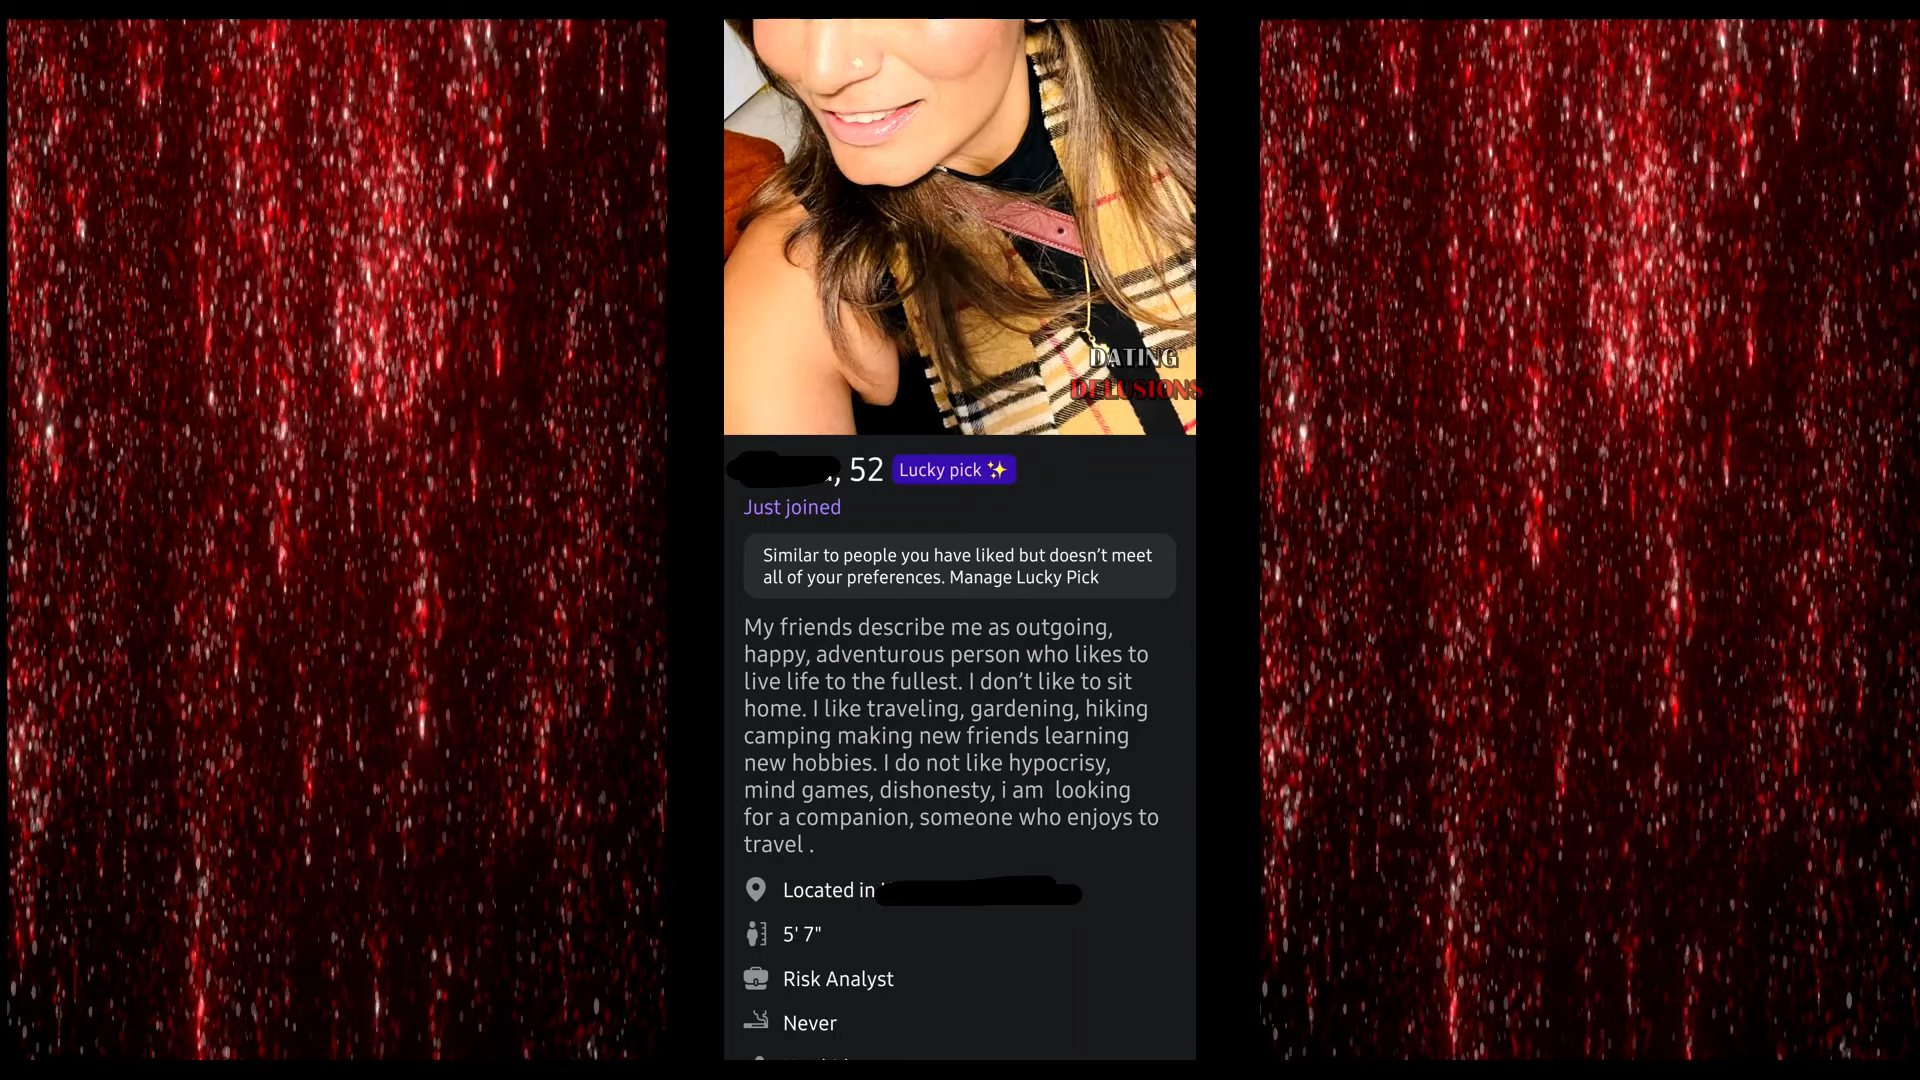 DATING
DELUSIONS
, 52
Lucky pick ✨
Just joined
Similar to people you have liked but doesn't meet
all of your preferences. Manage Lucky Pick
My friends describe me as outgoing,
happy, adventurous person who likes to
live life to the fullest. I don't like to sit
home. I like traveling, gardening, hiking
camping making new friends learning
new hobbies. I do not like hypocrisy,
mind games, dishonesty, i am  looking
for a companion, someone who enjoys to
travel .
Located in
5' 7"
Risk Analyst
Never